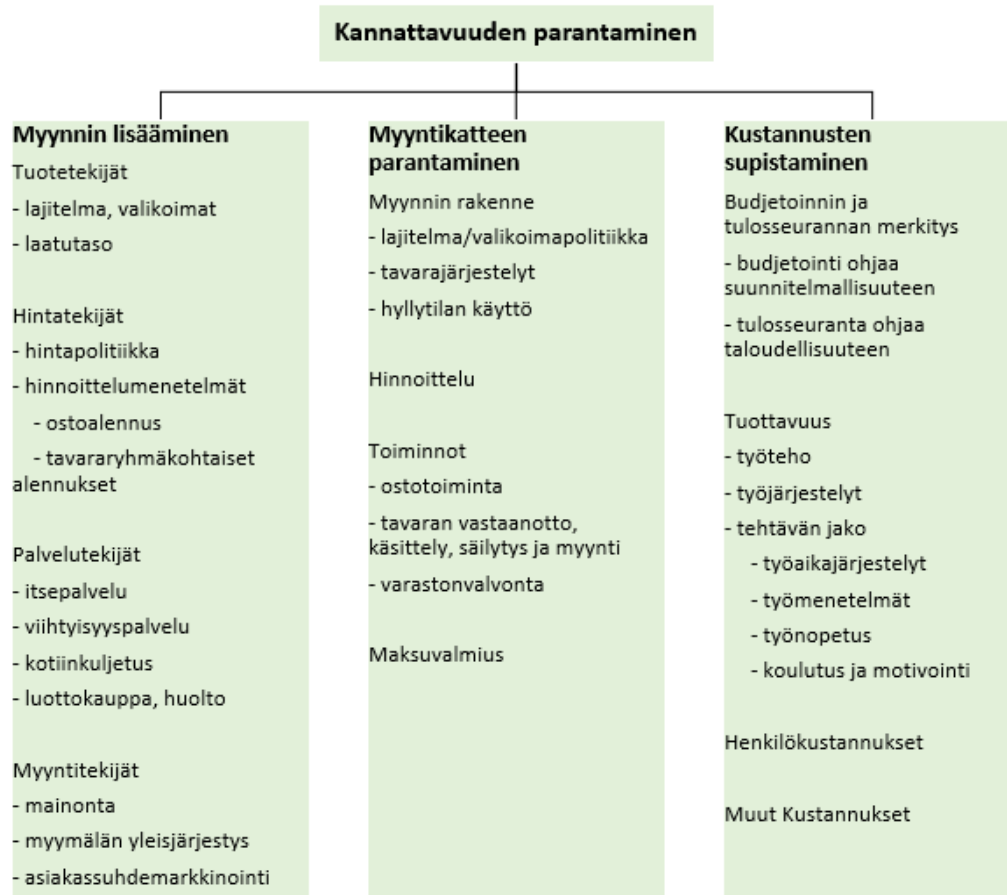 Kannattavuuden parantaminen
Myynnin lisääminen
Tuotetekijät
- lajitelma, valikoimat
- laatutaso
Hintatekijät
- hintapolitiikka
- hinnoittelumenetelmät
- ostoalennus
- tavararyhmäkohtaiset
alennukset
Palvelutekijät
- itsepalvelu
- viihtyisyyspalvelu
- kotiinkuljetus
- luottokauppa, huolto
Myyntitekijät
- mainonta
- myymälän yleisjärjestys
- asiakassuhdemarkkinointi
Myyntikatteen
parantaminen
Myynnin rakenne
- lajitelma/valikoimapolitiikka
- tavarajärjestelyt
- hyllytilan käyttö
Hinnoittelu
Toiminnot
- ostotoiminta
- tavaran vastaanotto,
käsittely, säilytys ja myynti
- varastonvalvonta
Maksuvalmius
Kustannusten
supistaminen
Budjetoinnin ja
tulosseurannan merkitys
- budjetointi ohjaa
suunnitelmallisuuteen
- tulosseuranta ohjaa
taloudellisuuteen
Tuottavuus
- työteho
- työjärjestelyt
- tehtävän jako
- työaikajärjestelyt
- työmenetelmät
- työnopetus
- koulutus ja motivointi
Henkilökustannukset
Muut Kustannukset